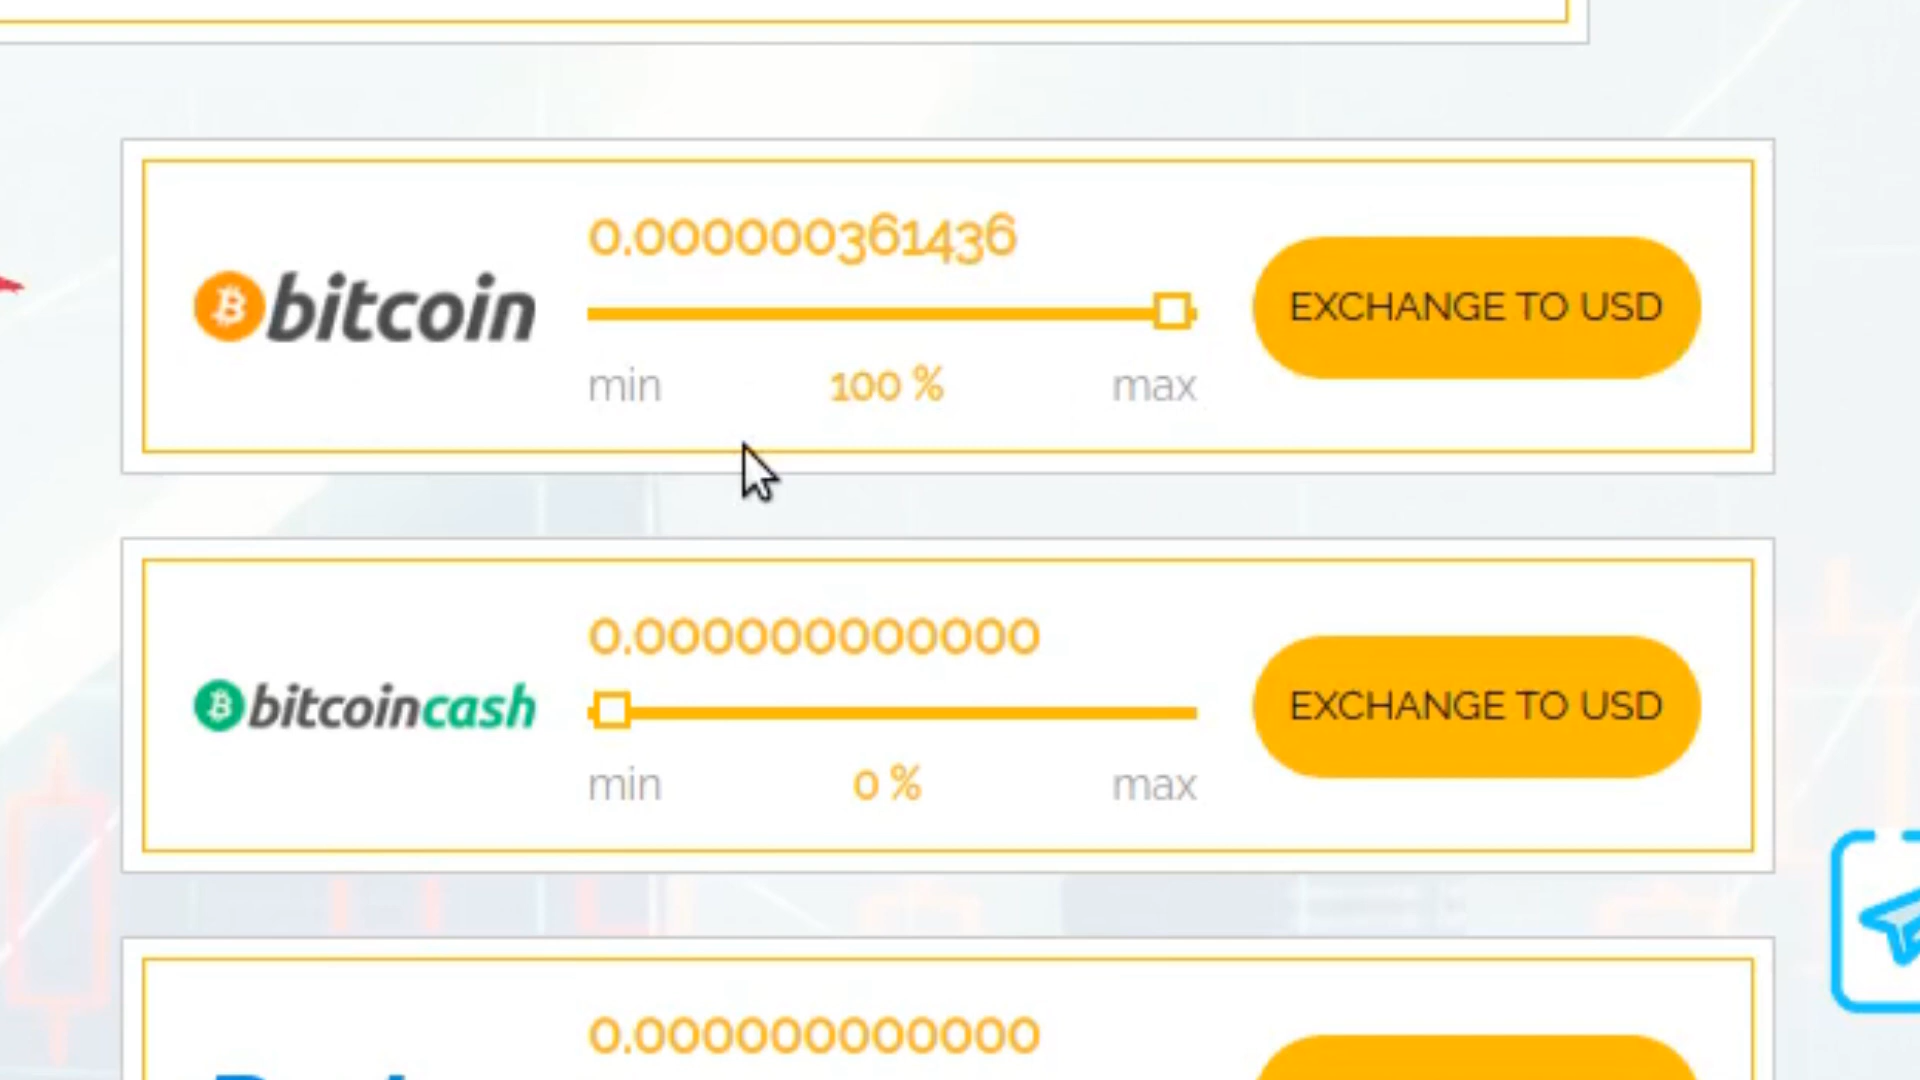 bitcoin
0.000000361436
min 100 % max
EXCHANGE TO USD
bitcoincash
0.000000000000
min 0 % max
EXCHANGE TO USD
0.000000000000